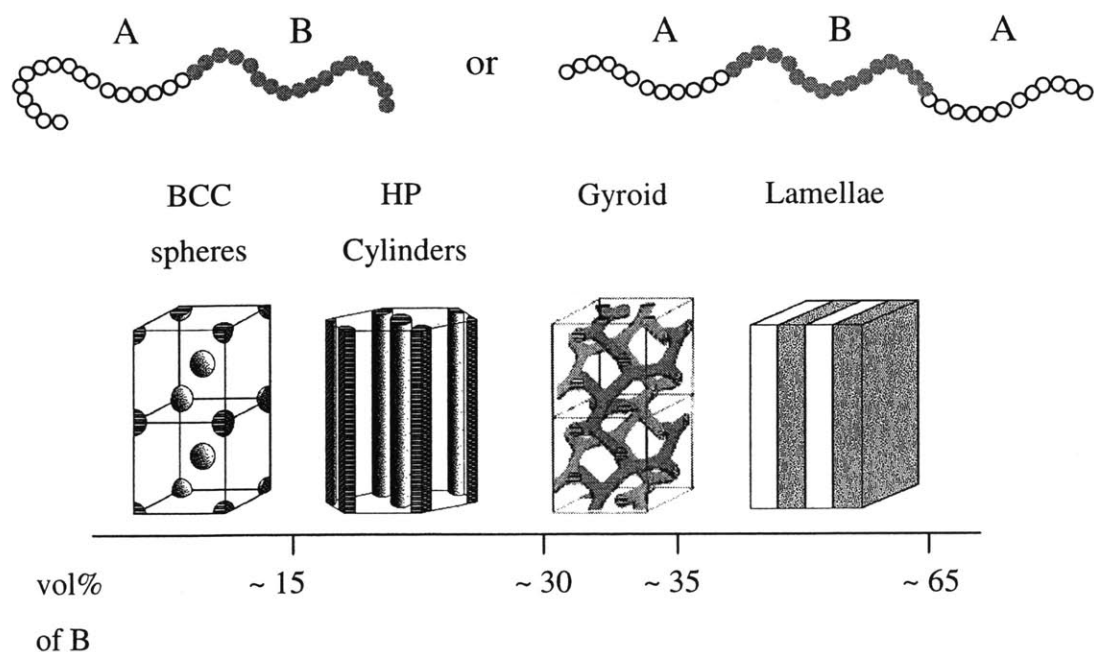 A B or A B A
BCC HP Gyroid Lamellae
spheres Cylinders
vol% ~ 15 ~ 30 ~ 35 ~ 65
of B